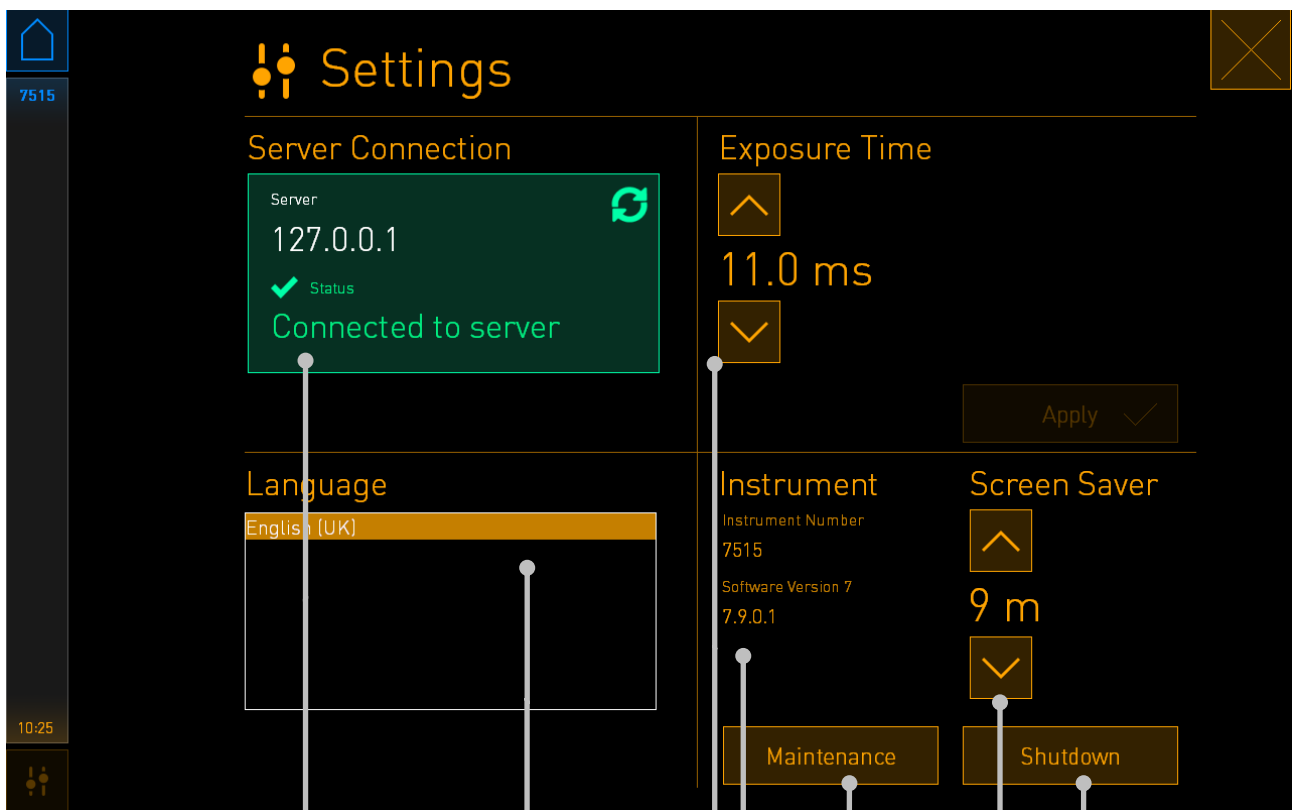 7515
Settings
Server Connection
Server
127.0.0.1
Status
Connected to server
Exposure Time
11.0 ms
Apply
Language
English (UK)
Instrument
Instrument Number
7515
Software Version 7
7.9.0.1
Screen Saver
9 m
10:25
Maintenance
Shutdown